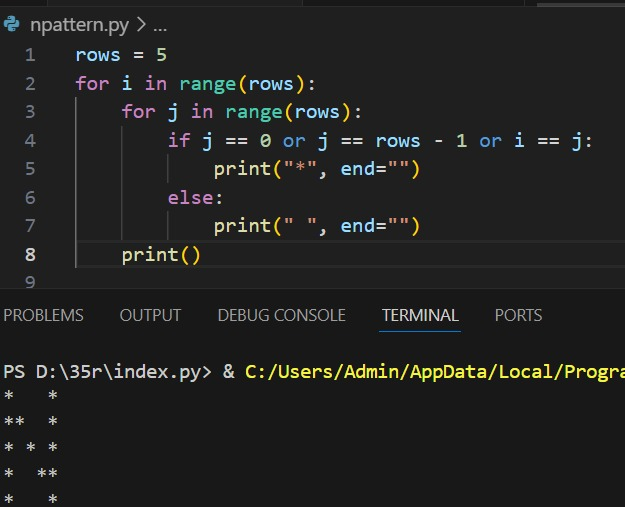 npattern.py > ...
1 rows = 5
2 for i in range(rows):
3     for j in range(rows):
4         if j == 0 or j == rows - 1 or i == j:
5             print("*", end="")
6         else:
7             print(" ", end="")
8     print()
9
PROBLEMS OUTPUT DEBUG CONSOLE TERMINAL PORTS
PS D:\35r\index.py> & C:/Users/Admin/AppData/Local/Progra
*   *
**  *
* * *
*  **
*   *